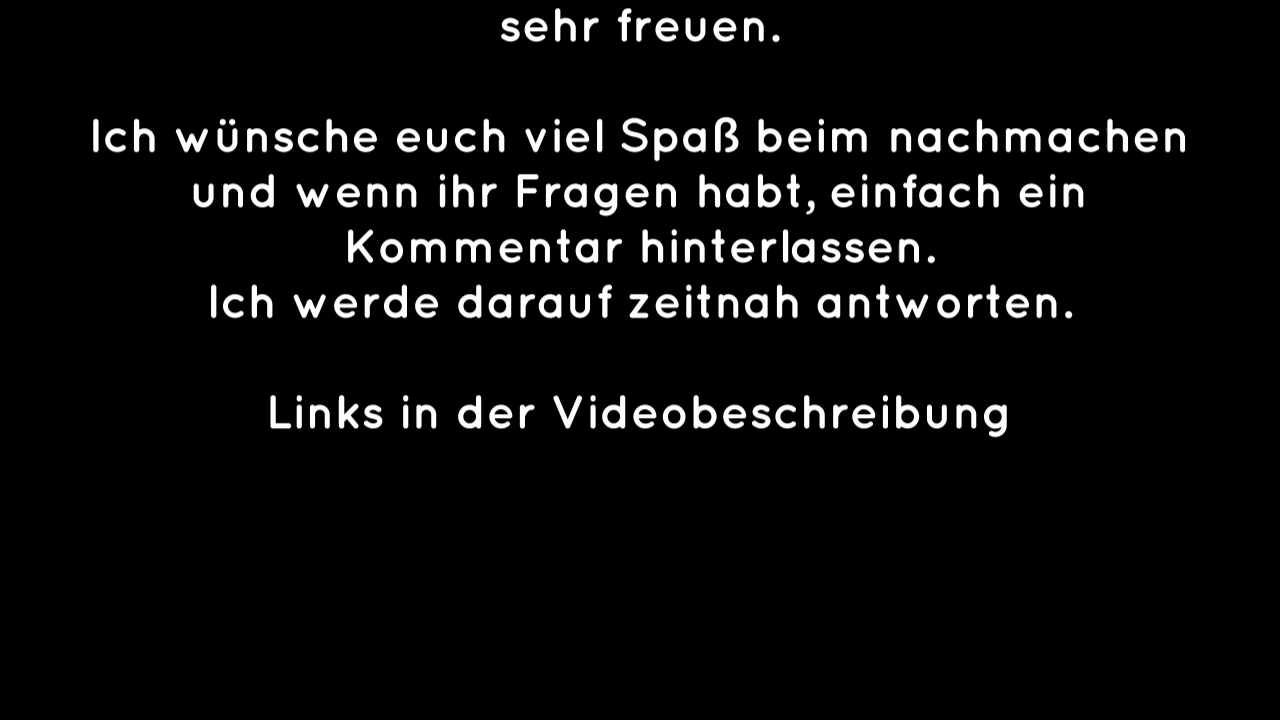 sehr freuen.
Ich wünsche euch viel Spaß beim nachmachen
und wenn ihr Fragen habt, einfach ein
Kommentar hinterlassen.
Ich werde darauf zeitnah antworten.
Links in der Videobeschreibung